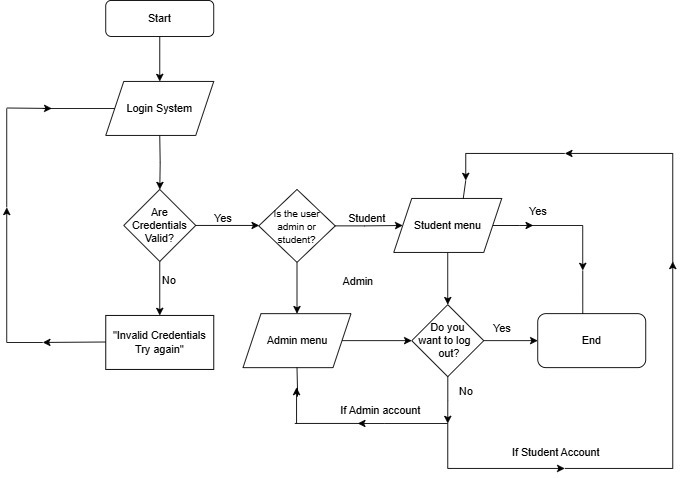 Start
Login System
Are
Credentials
Valid?
Yes
Is the user
admin or
student?
Student
Student menu
Yes
No
Admin
"Invalid Credentials
Try again"
Admin menu
Do you
want to log
out?
Yes
End
No
If Admin account
If Student Account